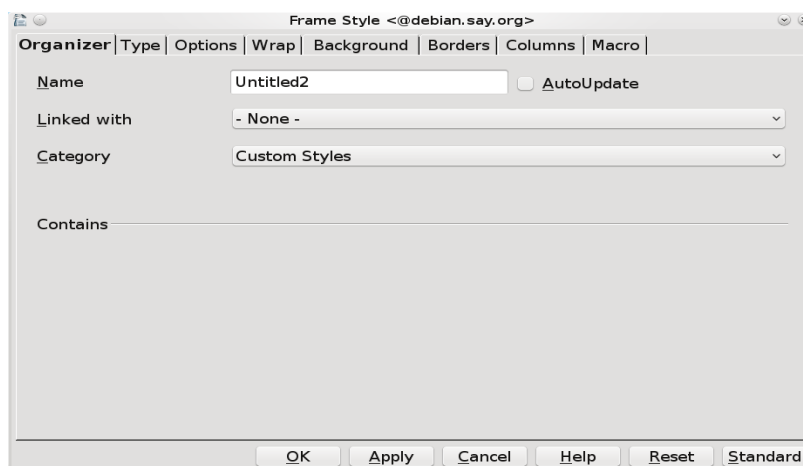 Frame Style <@debian.say.org>
Organizer Type Options Wrap Background Borders Columns Macro
Name Untitled2 AutoUpdate
Linked with - None -
Category Custom Styles
Contains
OK Apply Cancel Help Reset Standard